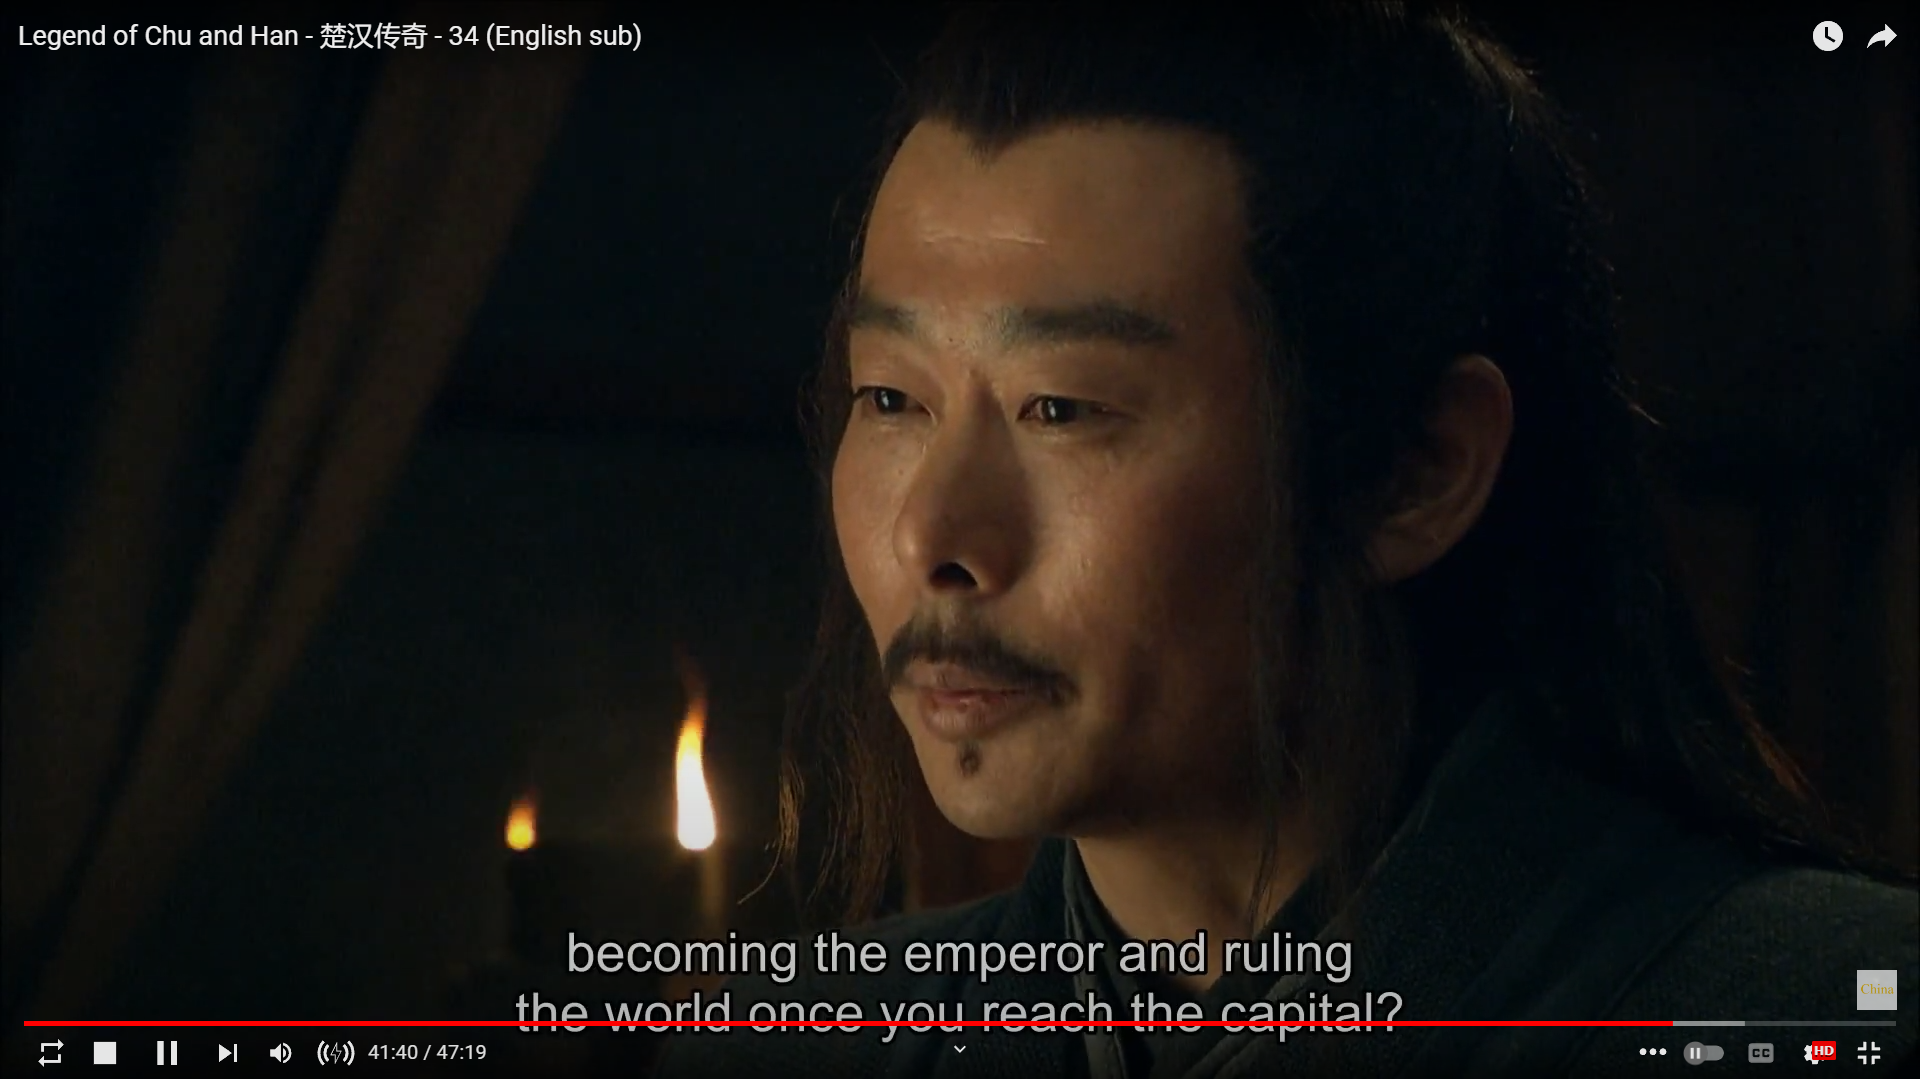 Legend of Chu and Han - 楚汉传奇 - 34 (English sub)
becoming the emperor and ruling
the world once you reach the capital?
China
41:40 / 47:19
CC
HD